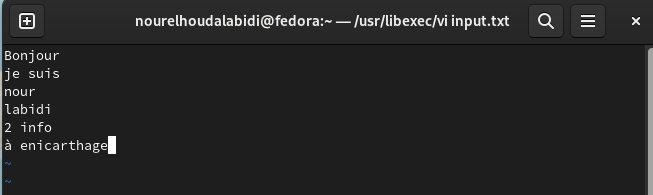 nourelhoudalabidi@fedora:~ — /usr/libexec/vi input.txt
Bonjour
je suis
nour
labidi
2 info
à enicarthage
~
~